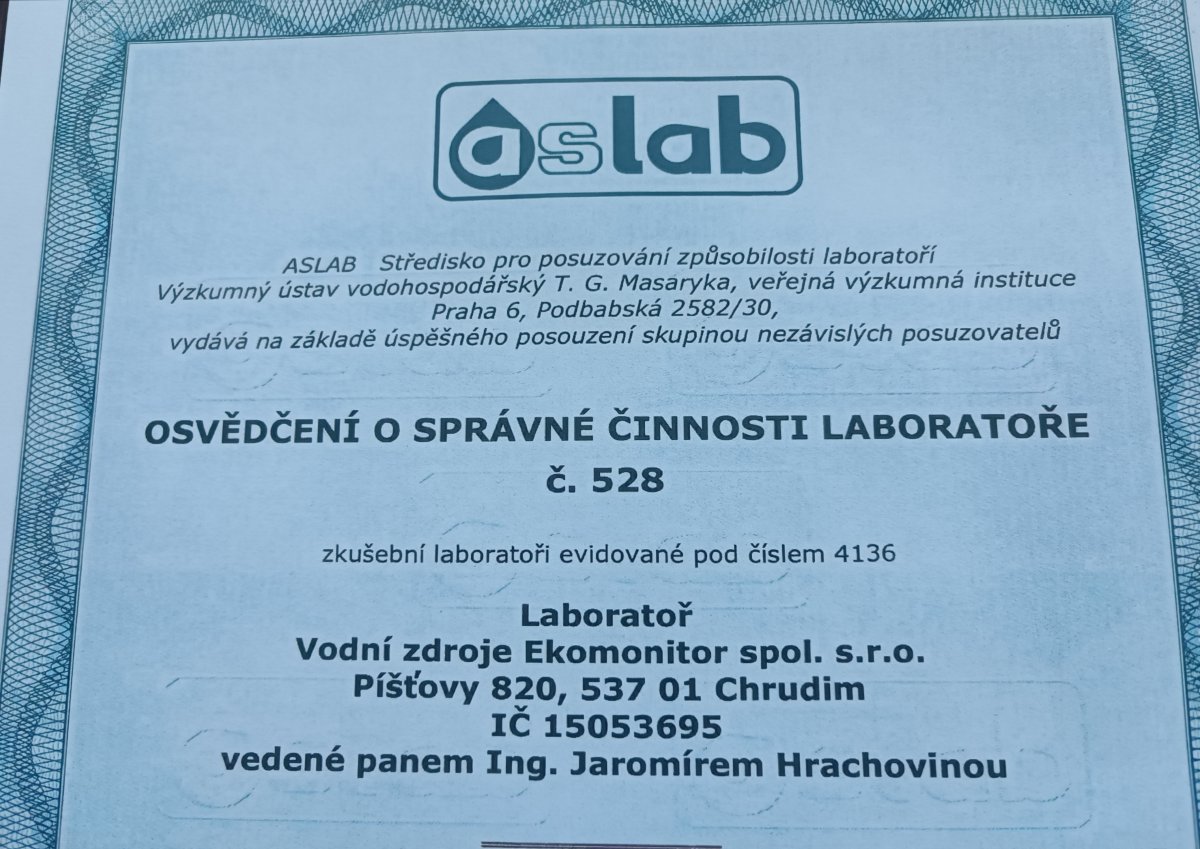 aslab
ASLAB Středisko pro posuzování způsobilosti laboratoří
Výzkumný ústav vodohospodářský T. G. Masaryka, veřejná výzkumná instituce
Praha 6, Podbabská 2582/30,
vydává na základě úspěšného posouzení skupinou nezávislých posuzovatelů
OSVĚDČENÍ O SPRÁVNÉ ČINNOSTI LABORATOŘE
č. 528
zkušební laboratoři evidované pod číslem 4136
Laboratoř
Vodní zdroje Ekomonitor spol. s.r.o.
Píšťovy 820, 537 01 Chrudim
IČ 15053695
vedené panem Ing. Jaromírem Hrachovinou